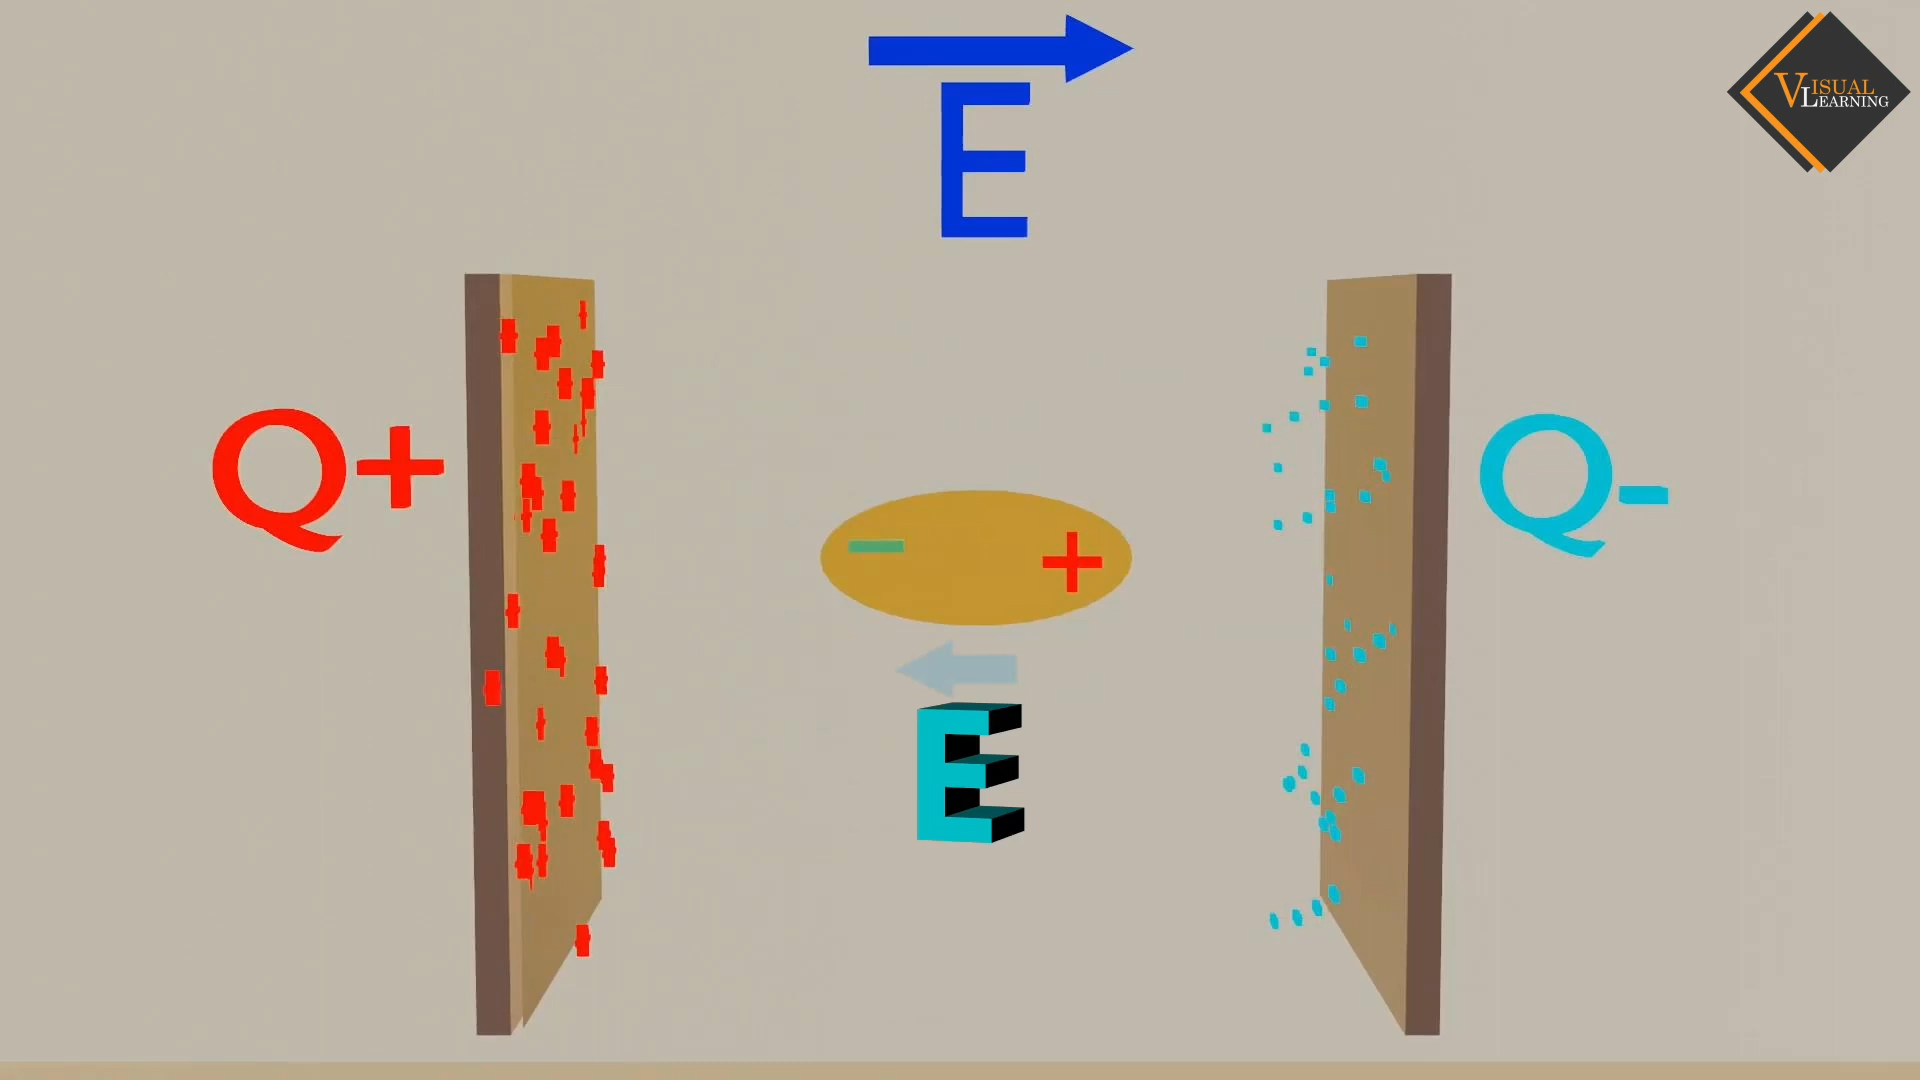 E
VISUAL
LEARNING
Q+
Q-
− +
E